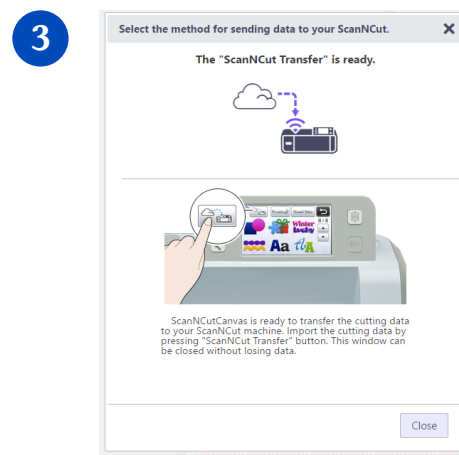 3
Select the method for sending data to your ScanNCut.
The "ScanNCut Transfer" is ready.
Winter
lucky
Aa
ScanNCutCanvas is ready to transfer the cutting data
to your ScanNCut machine. Import the cutting data by
pressing "ScanNCut Transfer" button. This window can
be closed without losing data.
Close